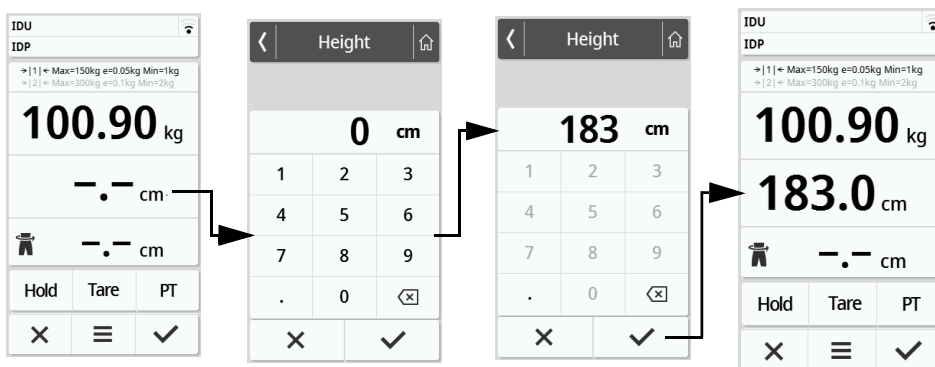 IDU
IDP
→|1|← Max=150kg e=0.05kg Min=1kg
→|2|← Max=300kg e=0.1kg Min=2kg
100.90 kg
–.– cm
–.– cm
Hold Tare PT
Height
0 cm
1 2 3
4 5 6
7 8 9
. 0
Height
183 cm
1 2 3
4 5 6
7 8 9
. 0
IDU
IDP
→|1|← Max=150kg e=0.05kg Min=1kg
→|2|← Max=300kg e=0.1kg Min=2kg
100.90 kg
183.0 cm
–.– cm
Hold Tare PT